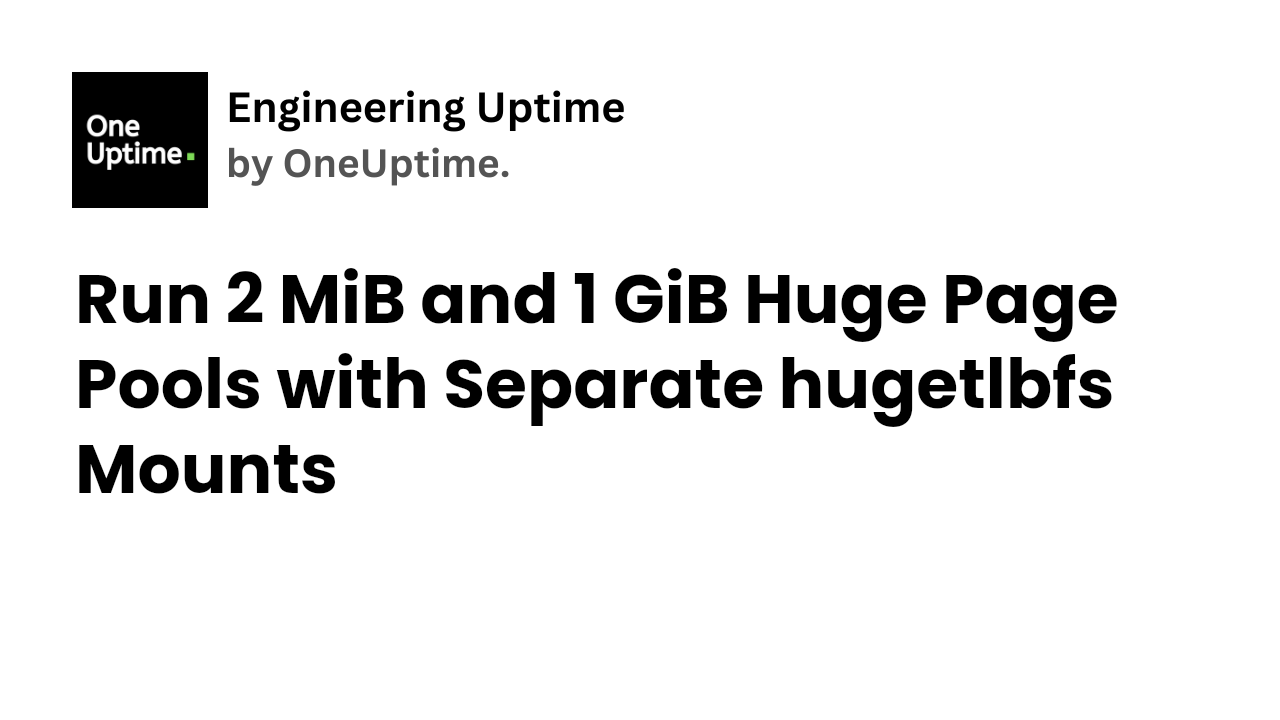 One
Uptime
Engineering Uptime
by OneUptime.
Run 2 MiB and 1 GiB Huge Page
Pools with Separate hugetlbfs
Mounts